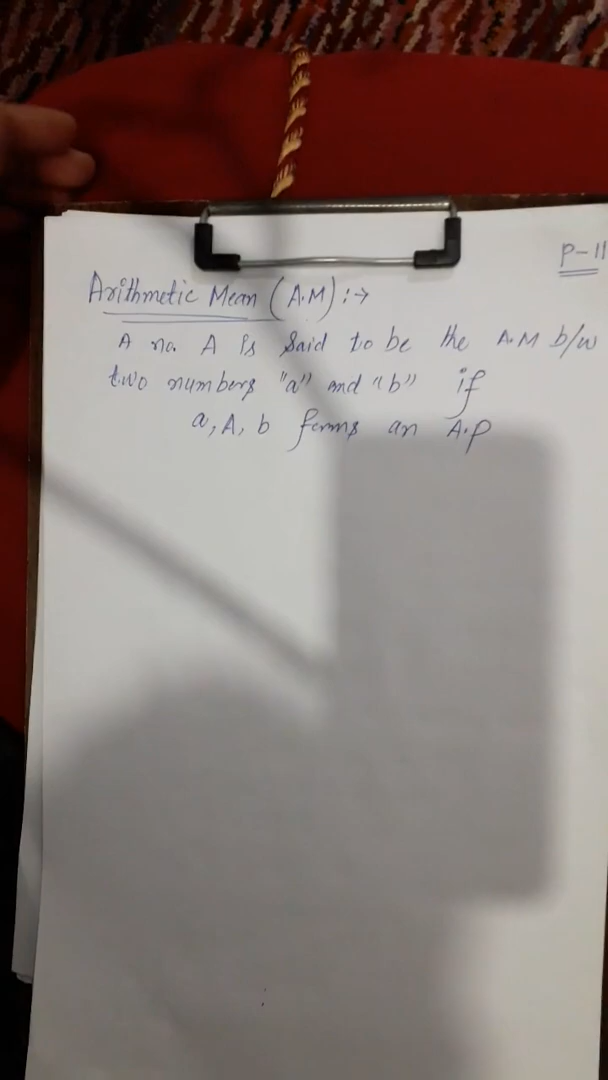 P-11
Arithmetic Mean (A.M) :→
A no. A is said to be the A.M b/w
two numbers "a" and "b" if
a, A, b forms an A.P